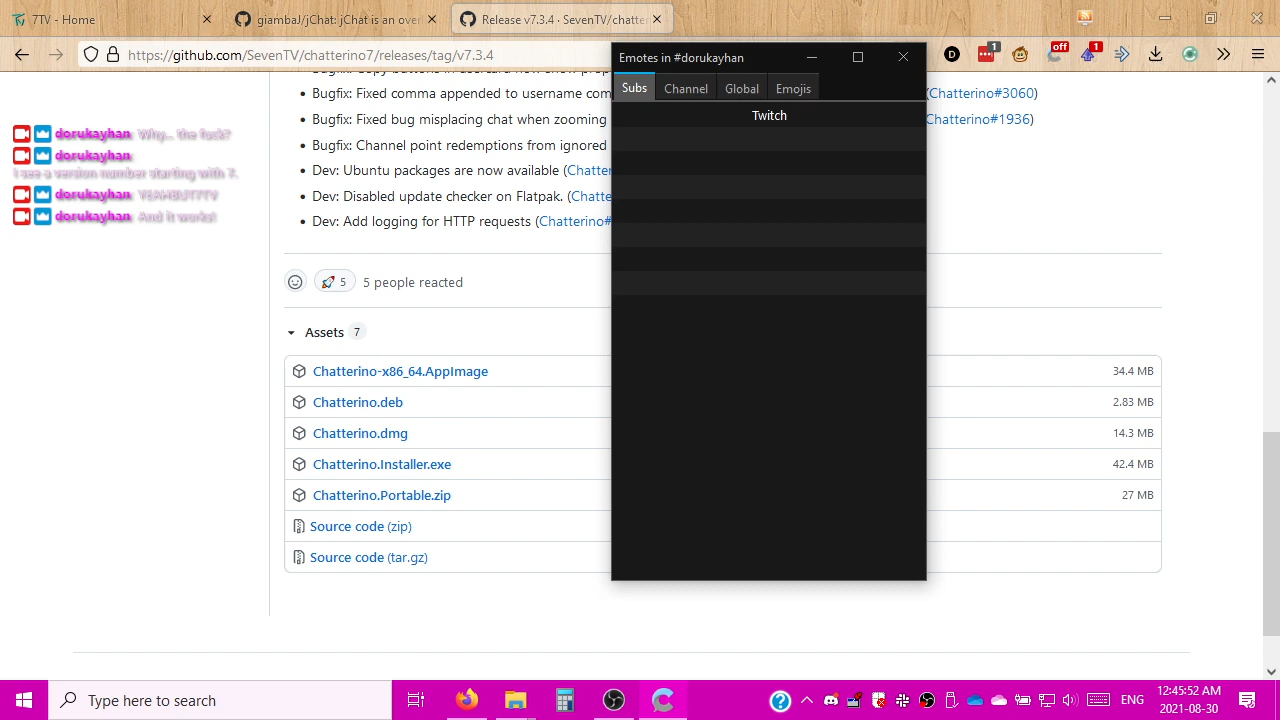 7TV - Home
giambaJ/jChat: jChat is an over
Release v7.3.4 · SevenTV/chatte
https://github.com/SevenTV/chatterino7/releases/tag/v7.3.4
D
1
off
1
Emotes in #dorukayhan
Subs
Channel
Global
Emojis
Twitch
Bugfix: Fixed comma appended to username com
(Chatterino#3060)
Bugfix: Fixed bug misplacing chat when zooming
Chatterino#1936)
Bugfix: Channel point redemptions from ignored
Dev: Ubuntu packages are now available (Chatte
Dev: Disabled update checker on Flatpak. (Chatte
Dev: Add logging for HTTP requests (Chatterino#
dorukayhan: Why... the fuck?
dorukayhan:
I see a version number starting with 7.
dorukayhan: YEAHBUT7TV
dorukayhan: And it works!
5
5 people reacted
Assets 7
Chatterino-x86_64.AppImage
34.4 MB
Chatterino.deb
2.83 MB
Chatterino.dmg
14.3 MB
Chatterino.Installer.exe
42.4 MB
Chatterino.Portable.zip
27 MB
Source code (zip)
Source code (tar.gz)
Type here to search
ENG
12:45:52 AM
2021-08-30